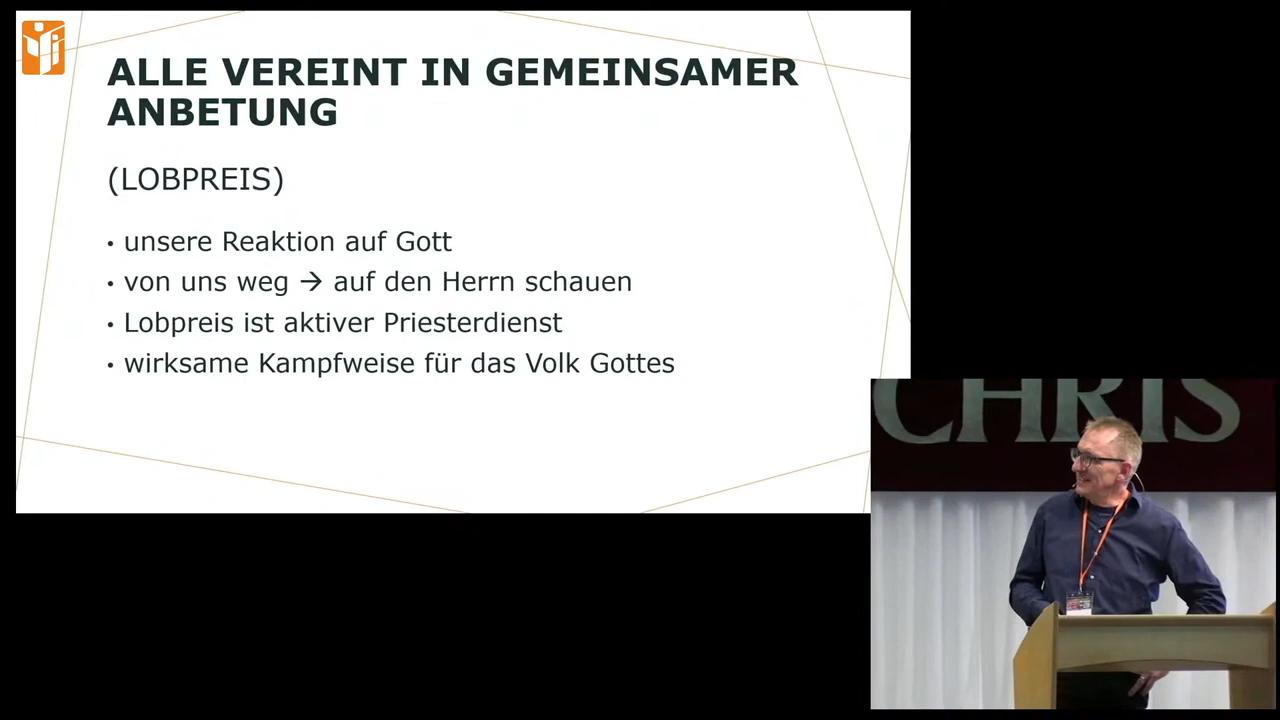 ALLE VEREINT IN GEMEINSAMER
ANBETUNG
(LOBPREIS)
• unsere Reaktion auf Gott
• von uns weg → auf den Herrn schauen
• Lobpreis ist aktiver Priesterdienst
• wirksame Kampfweise für das Volk Gottes
CHRIS